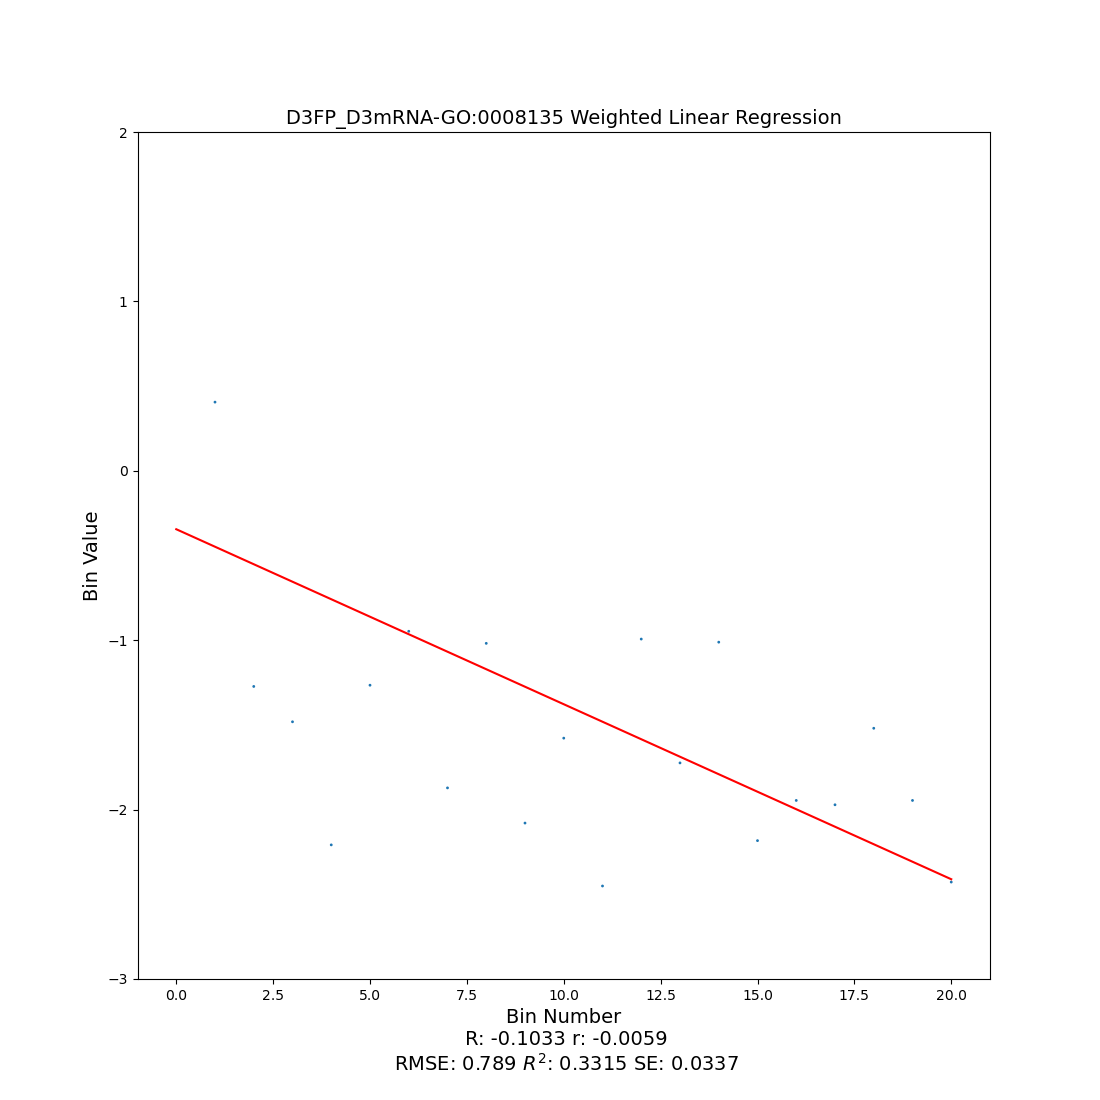 D3FP_D3mRNA-GO:0008135 Weighted Linear Regression
2
1
0
−1
−2
−3
Bin Value
0.0 2.5 5.0 7.5 10.0 12.5 15.0 17.5 20.0
Bin Number
R: -0.1033 r: -0.0059
RMSE: 0.789 R²: 0.3315 SE: 0.0337